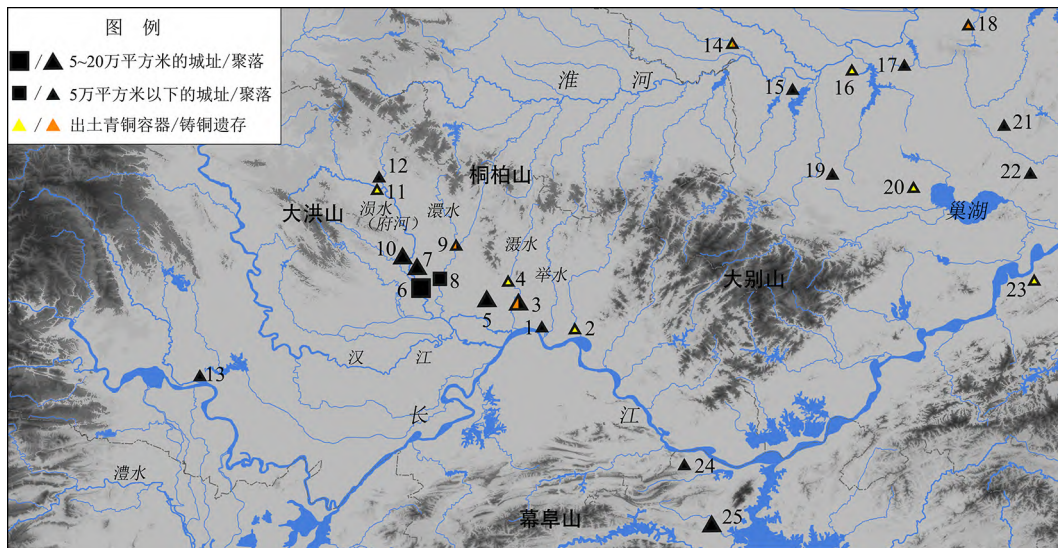 图 例
/ 5~20万平方米的城址/聚落
/ 5万平方米以下的城址/聚落
/ 出土青铜容器/铸铜遗存
18
14
淮 河
17
16
15
21
12
桐柏山
11
19
22
20
大洪山
涢水
(府河)
澴水
巢湖
9
滠水
10
7
8
4
举水
大别山
23
6
5
3
1
2
汉 江
13
长 江
24
澧水
幕阜山
25